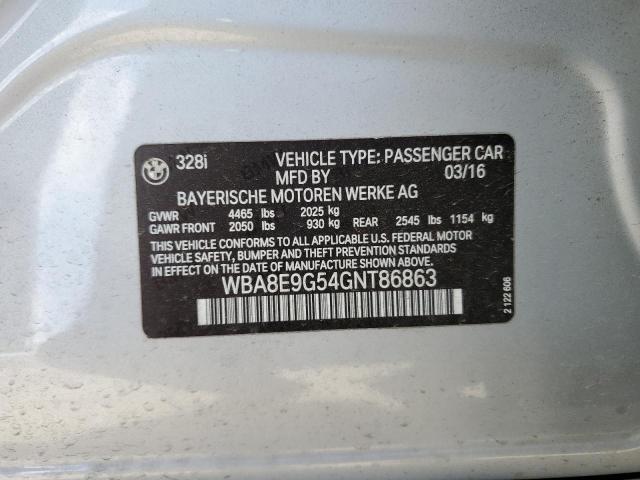 328i VEHICLE TYPE: PASSENGER CAR
MFD BY 03/16
BAYERISCHE MOTOREN WERKE AG
GVWR 4465 lbs 2025 kg
GAWR FRONT 2050 lbs 930 kg REAR 2545 lbs 1154 kg
THIS VEHICLE CONFORMS TO ALL APPLICABLE U.S. FEDERAL MOTOR
VEHICLE SAFETY, BUMPER AND THEFT PREVENTION STANDARDS
IN EFFECT ON THE DATE OF MANUFACTURE SHOWN ABOVE.
WBA8E9G54GNT86863
2 122 606